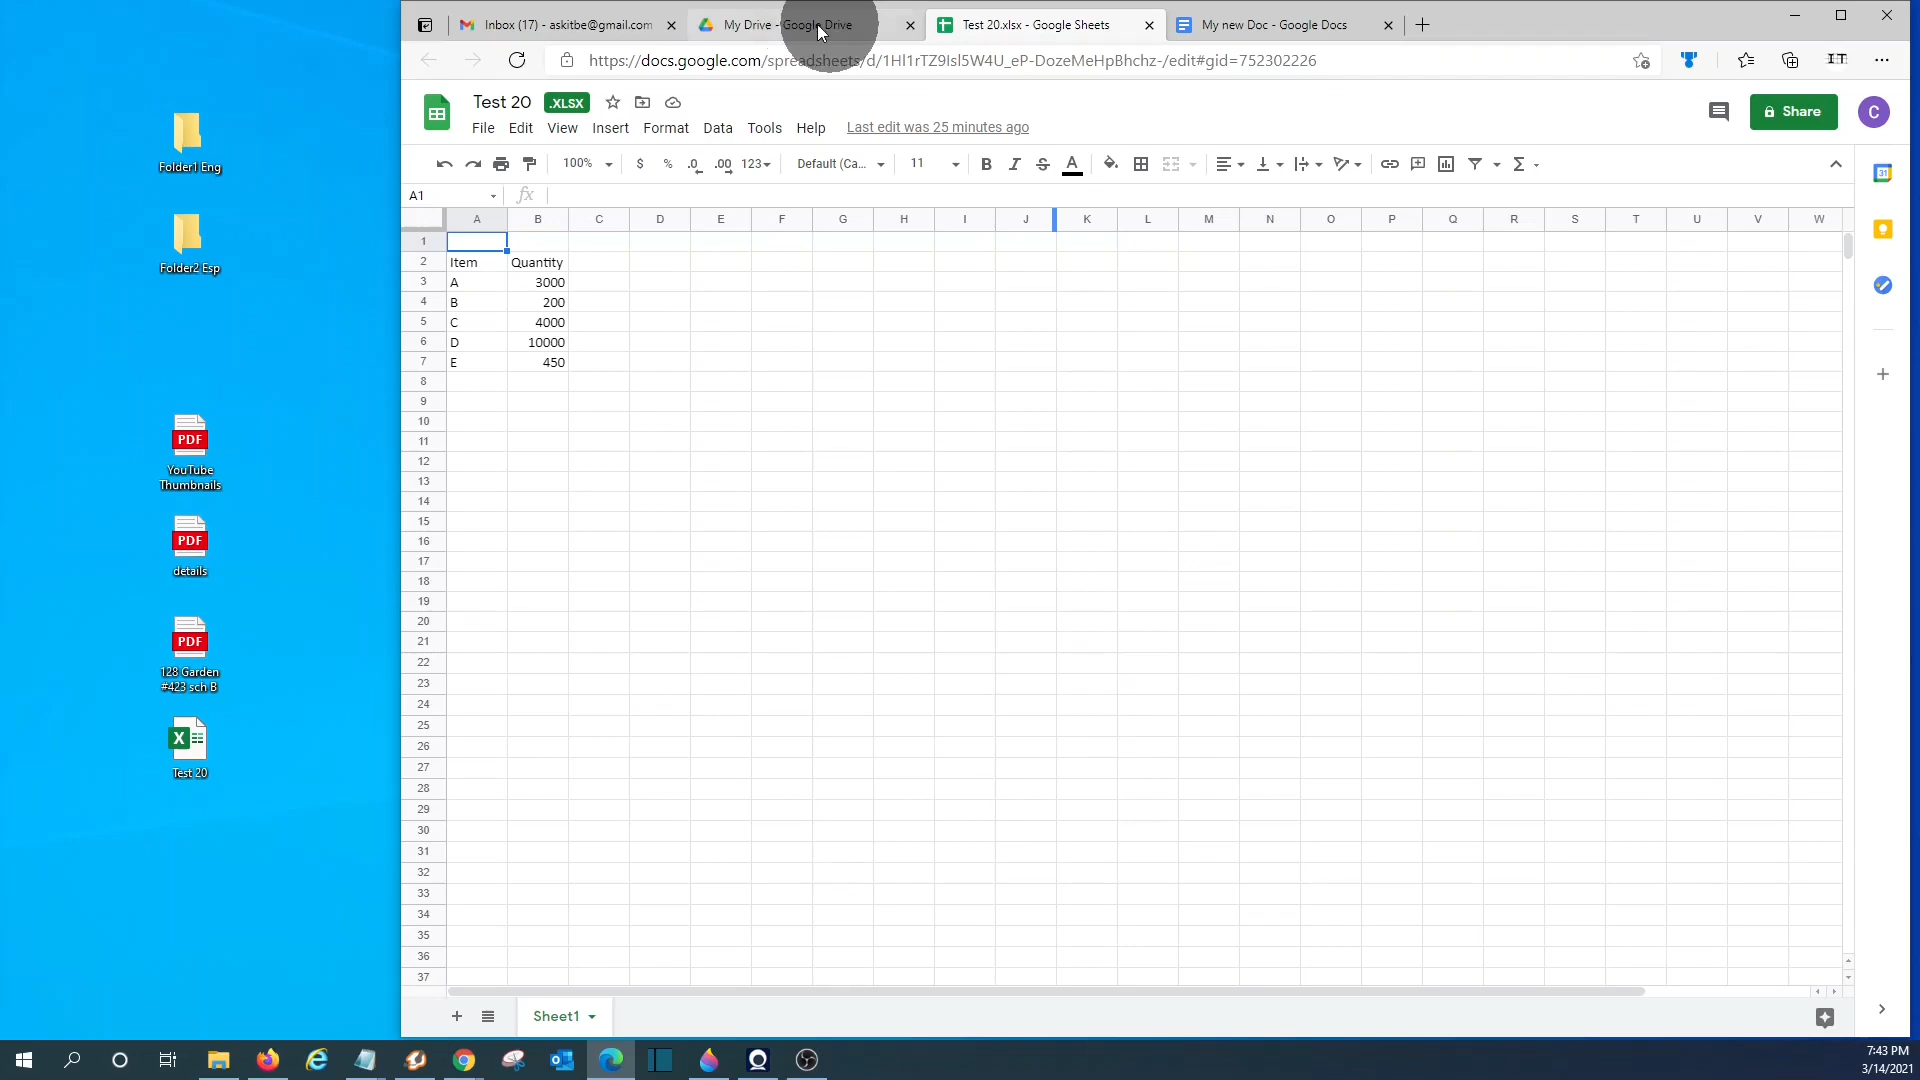 Inbox (17) - askitbe@gmail.com
My Drive - Google Drive
Test 20.xlsx - Google Sheets
My new Doc - Google Docs
https://docs.google.com/spreadsheets/d/1Hl1rTZ9Isl5W4U_eP-DozeMeHpBhchz-/edit#gid=752302226
Test 20 .XLSX
Share
C
File Edit View Insert Format Data Tools Help Last edit was 25 minutes ago
100% $ % .0 .00 123 Default (Ca... 11 B I S A
A1 fx
A B C D E F G H I J K L M N O P Q R S T U V W
1
2 Item Quantity
3 A 3000
4 B 200
5 C 4000
6 D 10000
7 E 450
8
9
10
11
12
13
14
15
16
17
18
19
20
21
22
23
24
25
26
27
28
29
30
31
32
33
34
35
36
37
Sheet1
31
Folder1 Eng
Folder2 Esp
PDF
YouTube
Thumbnails
PDF
details
PDF
128 Garden
#423 sch B
X
Test 20
7:43 PM
3/14/2021